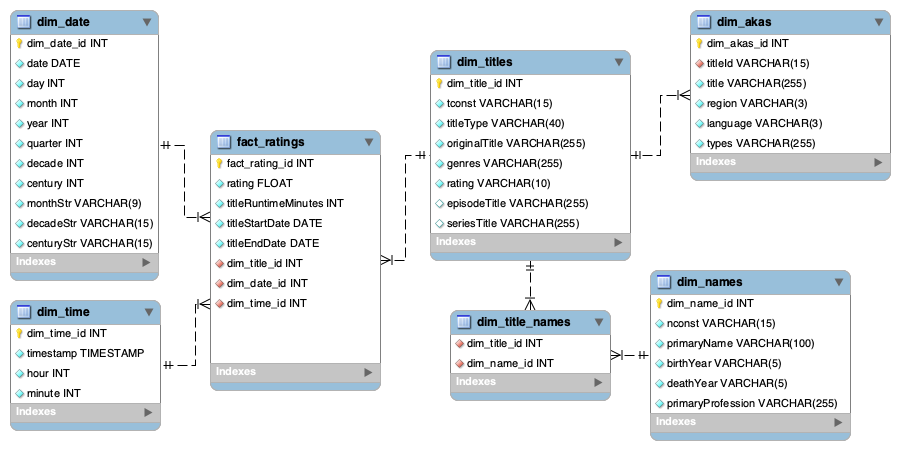 dim_date
dim_date_id INT
date DATE
day INT
month INT
year INT
quarter INT
decade INT
century INT
monthStr VARCHAR(9)
decadeStr VARCHAR(15)
centuryStr VARCHAR(15)
Indexes
dim_time
dim_time_id INT
timestamp TIMESTAMP
hour INT
minute INT
Indexes
fact_ratings
fact_rating_id INT
rating FLOAT
titleRuntimeMinutes INT
titleStartDate DATE
titleEndDate DATE
dim_title_id INT
dim_date_id INT
dim_time_id INT
Indexes
dim_titles
dim_title_id INT
tconst VARCHAR(15)
titleType VARCHAR(40)
originalTitle VARCHAR(255)
genres VARCHAR(255)
rating VARCHAR(10)
episodeTitle VARCHAR(255)
seriesTitle VARCHAR(255)
Indexes
dim_title_names
dim_title_id INT
dim_name_id INT
Indexes
dim_akas
dim_akas_id INT
titleId VARCHAR(15)
title VARCHAR(255)
region VARCHAR(3)
language VARCHAR(3)
types VARCHAR(255)
Indexes
dim_names
dim_name_id INT
nconst VARCHAR(15)
primaryName VARCHAR(100)
birthYear VARCHAR(5)
deathYear VARCHAR(5)
primaryProfession VARCHAR(255)
Indexes